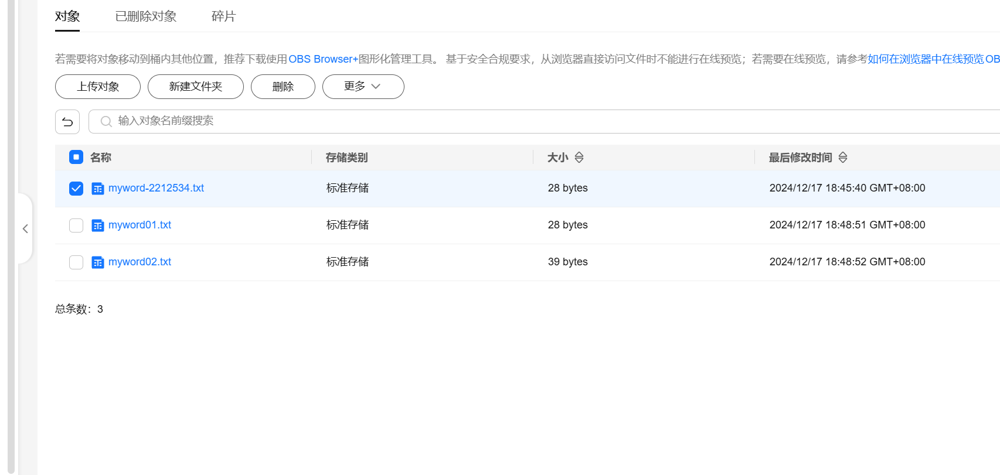 对象 已删除对象 碎片
若需要将对象移动到桶内其他位置，推荐下载使用OBS Browser+图形化管理工具。 基于安全合规要求，从浏览器直接访问文件时不能进行在线预览；若需要在线预览，请参考如何在浏览器中在线预览OB
上传对象 新建文件夹 删除 更多
输入对象名前缀搜索
名称 存储类别 大小 最后修改时间
myword-2212534.txt 标准存储 28 bytes 2024/12/17 18:45:40 GMT+08:00
myword01.txt 标准存储 28 bytes 2024/12/17 18:48:51 GMT+08:00
myword02.txt 标准存储 39 bytes 2024/12/17 18:48:52 GMT+08:00
总条数：3